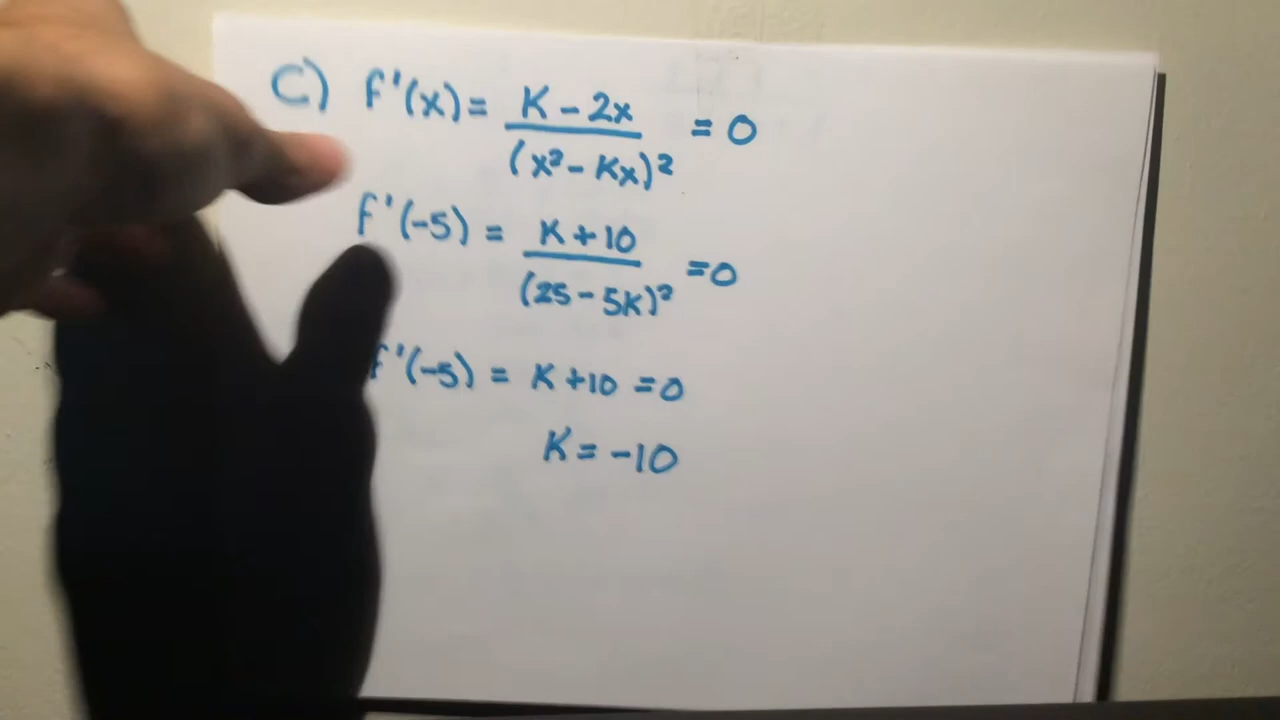 C) f'(x) = K - 2x / (x² - Kx)² = 0
f'(-5) = K + 10 / (25 - 5K)² = 0
f'(-5) = K + 10 = 0
K = -10